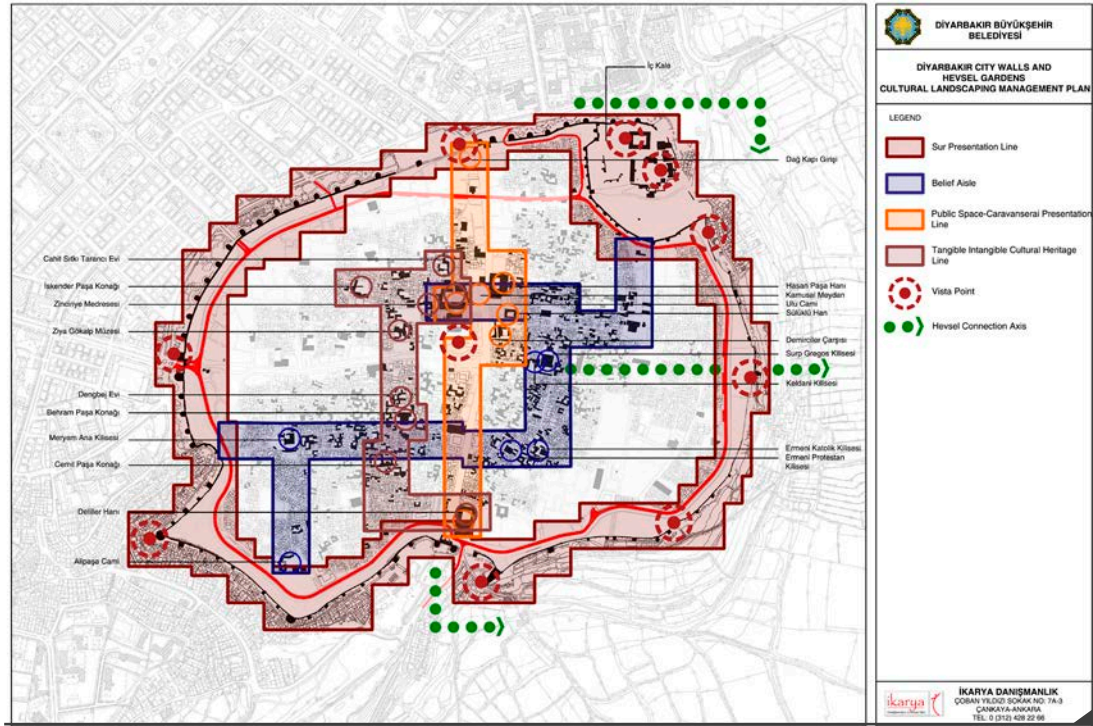 İç Kale
Dağ Kapı Girişi
Cahit Sıtkı Tarancı Evi
İskender Paşa Konağı
Zinciriye Medresesi
Ziya Gökalp Müzesi
Dengbej Evi
Behram Paşa Konağı
Meryem Ana Kilisesi
Cemil Paşa Konağı
Deliller Hanı
Alipaşa Camii
Hasan Paşa Hanı
Kamusal Meydan
Ulu Cami
Sülüklü Han
Demirciler Çarşısı
Surp Gregos Kilisesi
Keldani Kilisesi
Ermeni Katolik Kilisesi
Ermeni Protestan
Kilisesi
DİYARBAKIR BÜYÜKŞEHİR
BELEDİYESİ
DİYARBAKIR CITY WALLS AND
HEVSEL GARDENS
CULTURAL LANDSCAPING MANAGEMENT PLAN
LEGEND
Sur Presentation Line
Belief Aisle
Public Space-Caravanserai Presentation
Line
Tangible Intangible Cultural Heritage
Line
Vista Point
Hevsel Connection Axis
ikarya
İKARYA DANIŞMANLIK
ÇOBAN YILDIZI SOKAK NO: 7A-3
ÇANKAYA-ANKARA
TEL: 0 (312) 428 22 66